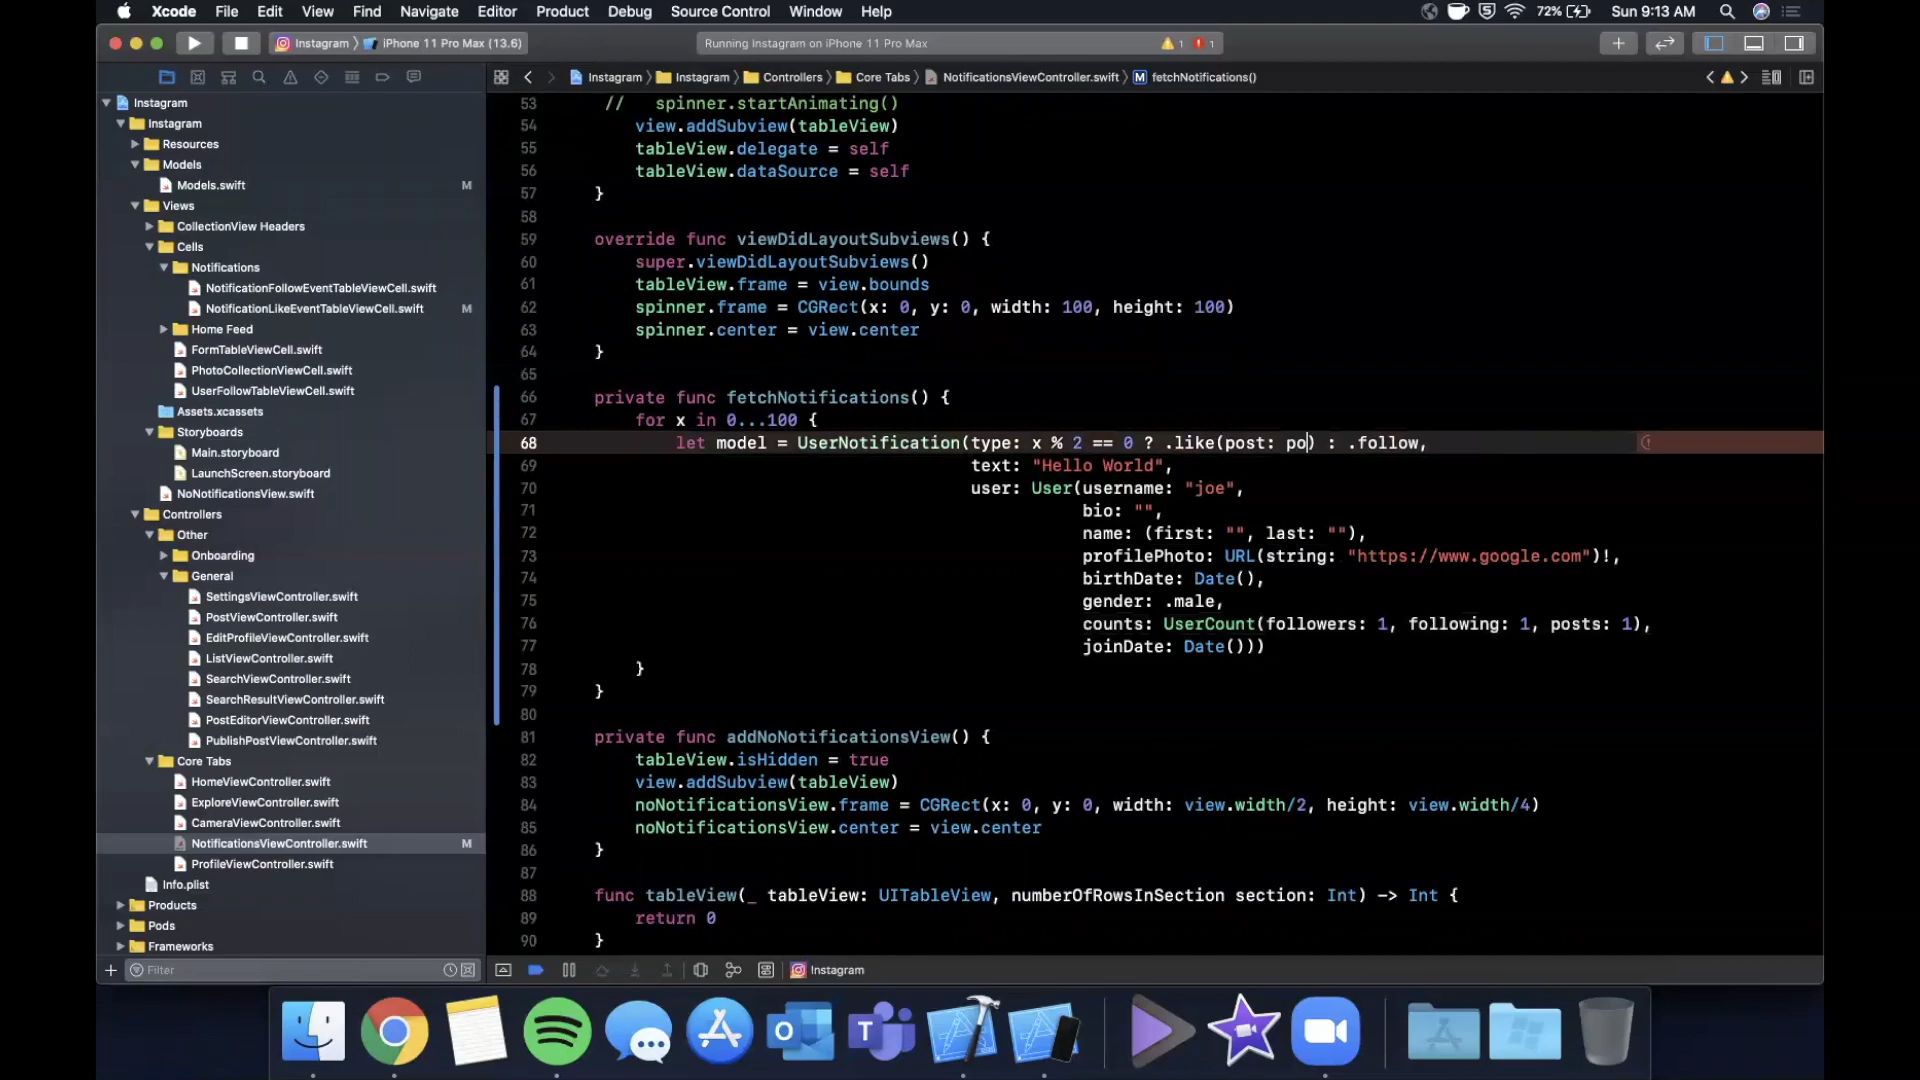 Xcode File Edit View Find Navigate Editor Product Debug Source Control Window Help 72% Sun 9:13 AM
Instagram iPhone 11 Pro Max (13.6) Running Instagram on iPhone 11 Pro Max 1 1
Instagram Instagram Controllers Core Tabs NotificationsViewController.swift M fetchNotifications()
Instagram
Instagram
Resources
Models
Models.swift M
Views
CollectionView Headers
Cells
Notifications
NotificationFollowEventTableViewCell.swift
NotificationLikeEventTableViewCell.swift M
Home Feed
FormTableViewCell.swift
PhotoCollectionViewCell.swift
UserFollowTableViewCell.swift
Assets.xcassets
Storyboards
Main.storyboard
LaunchScreen.storyboard
NoNotificationsView.swift
Controllers
Other
Onboarding
General
SettingsViewController.swift
PostViewController.swift
EditProfileViewController.swift
ListViewController.swift
SearchViewController.swift
SearchResultViewController.swift
PostEditorViewController.swift
PublishPostViewController.swift
Core Tabs
HomeViewController.swift
ExploreViewController.swift
CameraViewController.swift
NotificationsViewController.swift M
ProfileViewController.swift
Info.plist
Products
Pods
Frameworks
Filter
53 // spinner.startAnimating()
54 view.addSubview(tableView)
55 tableView.delegate = self
56 tableView.dataSource = self
57 }
58
59 override func viewDidLayoutSubviews() {
60 super.viewDidLayoutSubviews()
61 tableView.frame = view.bounds
62 spinner.frame = CGRect(x: 0, y: 0, width: 100, height: 100)
63 spinner.center = view.center
64 }
65
66 private func fetchNotifications() {
67 for x in 0...100 {
68 let model = UserNotification(type: x % 2 == 0 ? .like(post: po) : .follow,
69 text: "Hello World",
70 user: User(username: "joe",
71 bio: "",
72 name: (first: "", last: ""),
73 profilePhoto: URL(string: "https://www.google.com")!,
74 birthDate: Date(),
75 gender: .male,
76 counts: UserCount(followers: 1, following: 1, posts: 1),
77 joinDate: Date()))
78 }
79 }
80
81 private func addNoNotificationsView() {
82 tableView.isHidden = true
83 view.addSubview(tableView)
84 noNotificationsView.frame = CGRect(x: 0, y: 0, width: view.width/2, height: view.width/4)
85 noNotificationsView.center = view.center
86 }
87
88 func tableView(_ tableView: UITableView, numberOfRowsInSection section: Int) -> Int {
89 return 0
90 }
Instagram